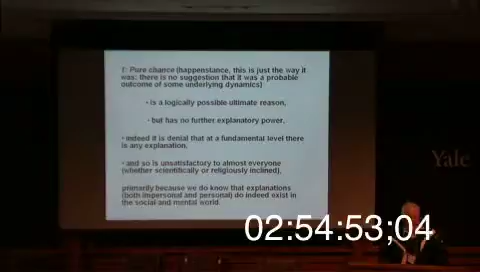 1: Pure chance (happenstance, this is just the way it
was: there is no suggestion that it was a probable
outcome of some underlying dynamics)
- is a logically possible ultimate reason,
- but has no further explanatory power.
- indeed it is denial that at a fundamental level there
is any explanation,
- and so is unsatisfactory to almost everyone
(whether scientifically or religiously inclined),
primarily because we do know that explanations
(both impersonal and personal) do indeed exist in
the social and mental world.
Yale
02:54:53;04